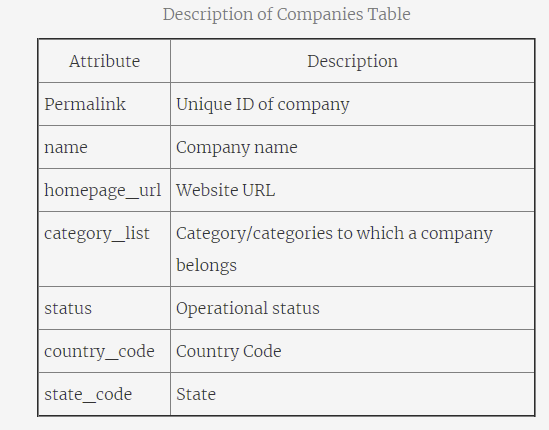 Description of Companies Table
Attribute Description
Permalink Unique ID of company
name Company name
homepage_url Website URL
category_list Category/categories to which a company
belongs
status Operational status
country_code Country Code
state_code State